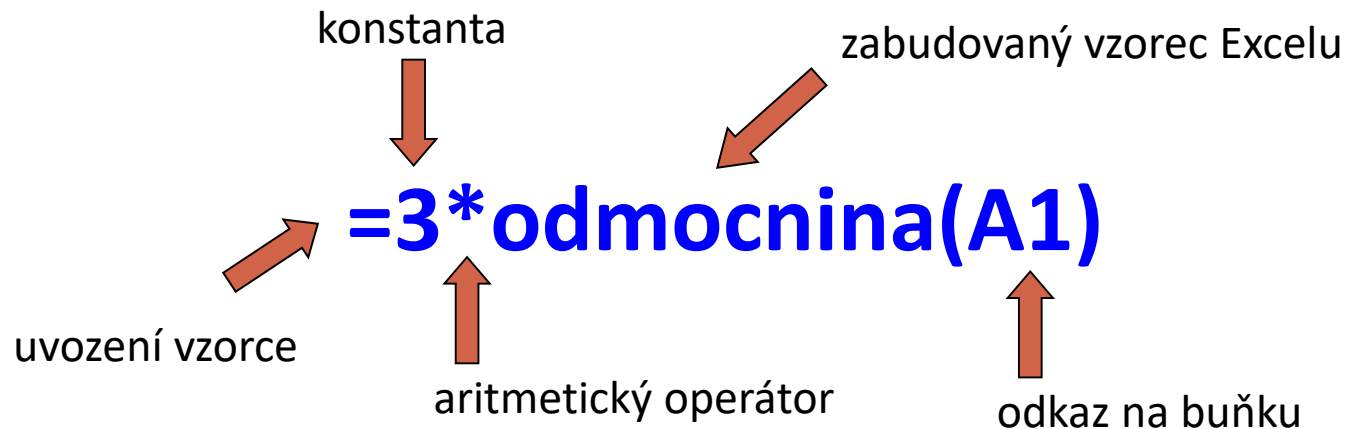 konstanta
zabudovaný vzorec Excelu
=3*odmocnina(A1)
uvození vzorce
aritmetický operátor
odkaz na buňku